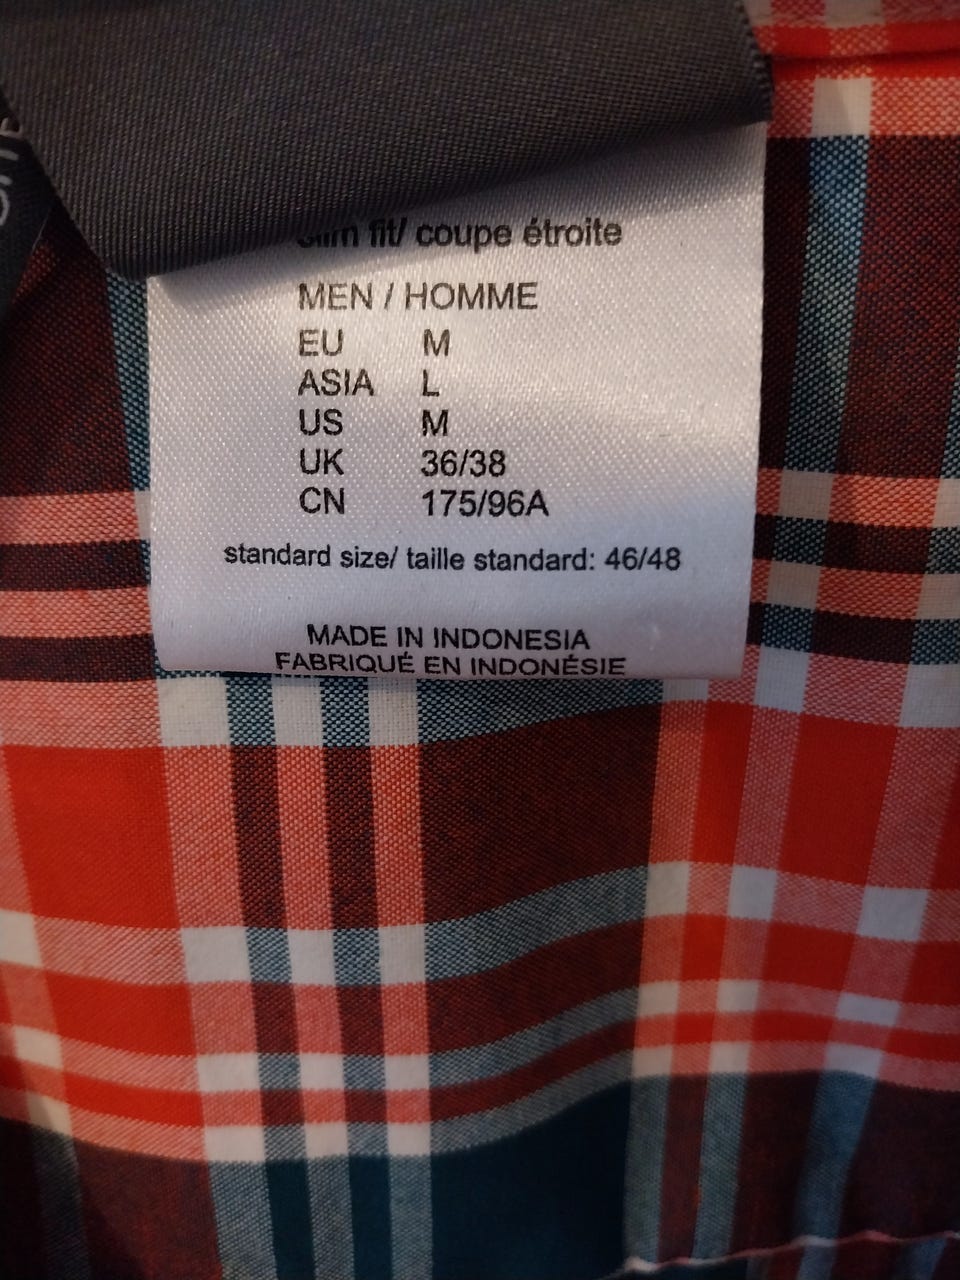 Slim fit/ coupe étroite
MEN / HOMME
EU M
ASIA L
US M
UK 36/38
CN 175/96A
standard size/ taille standard: 46/48
MADE IN INDONESIA
FABRIQUÉ EN INDONÉSIE